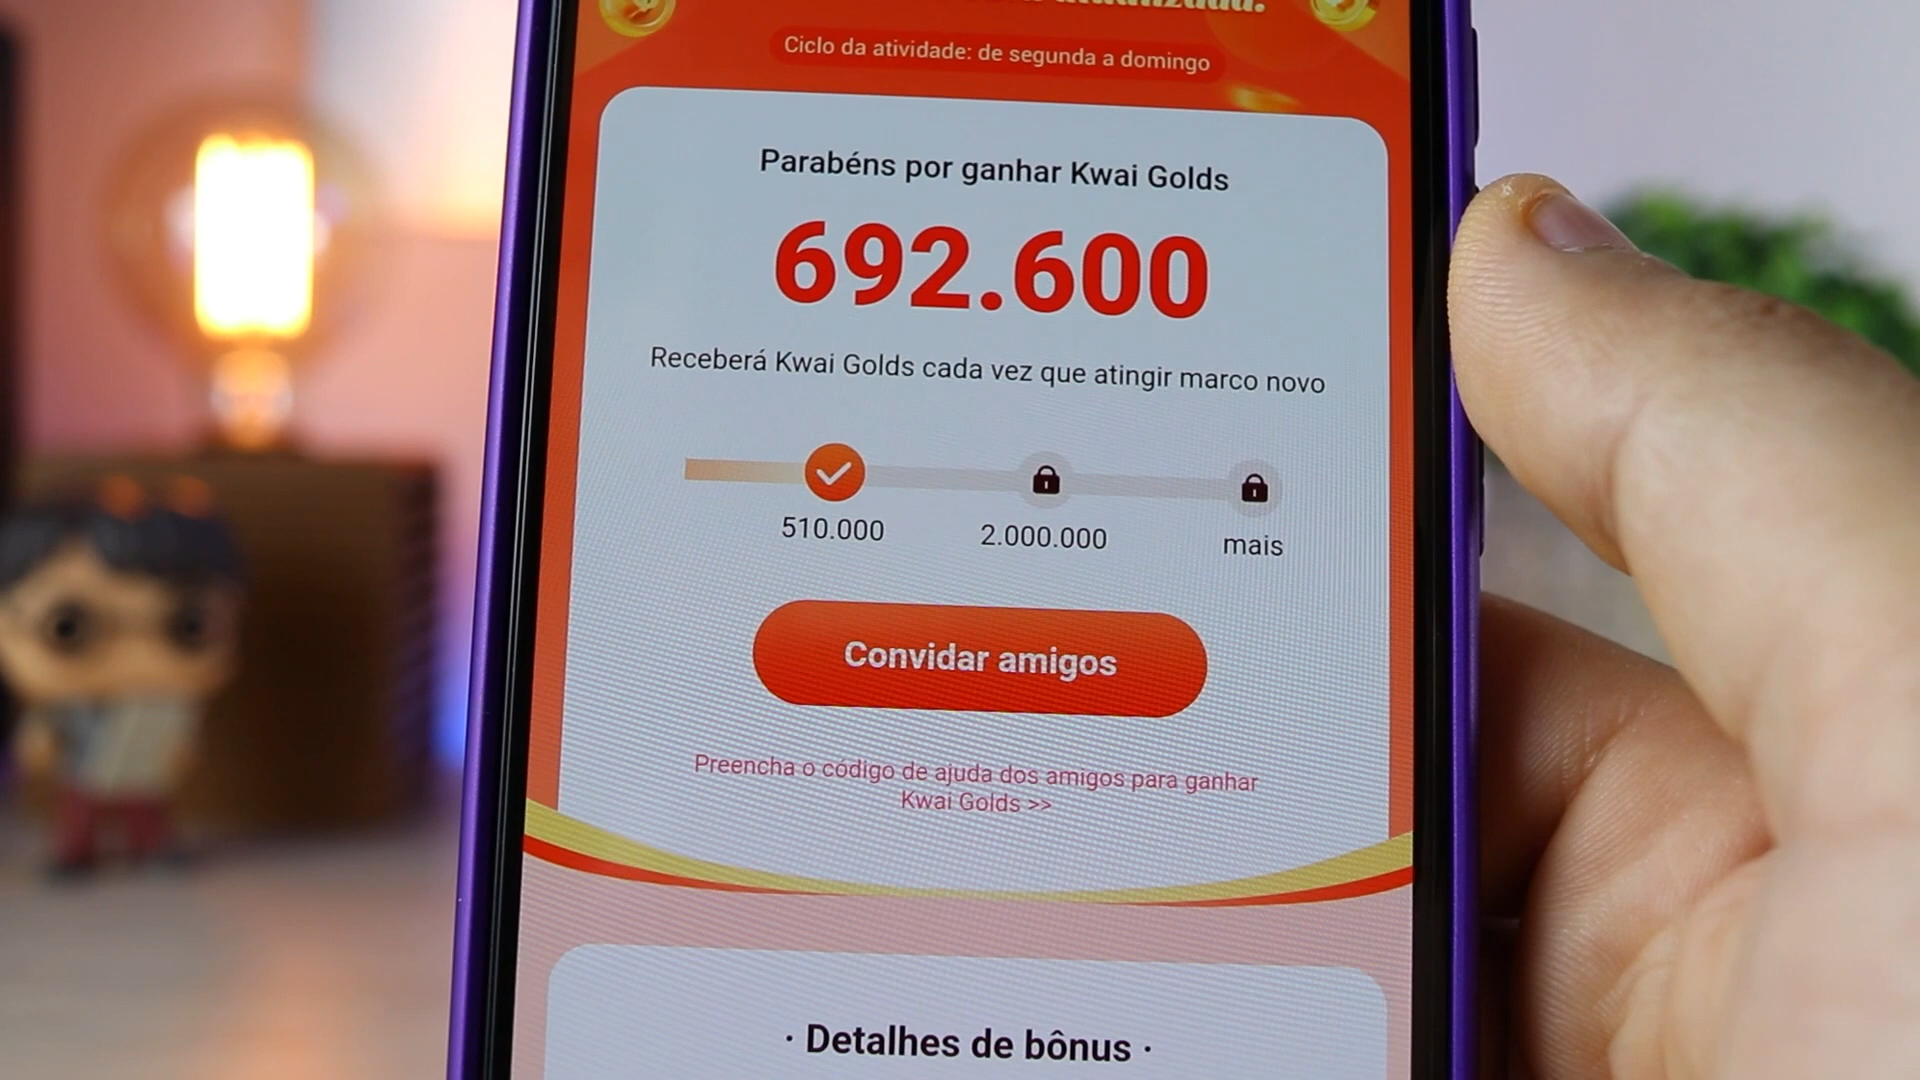 Ciclo da atividade: de segunda a domingo
Parabéns por ganhar Kwai Golds
692.600
Receberá Kwai Golds cada vez que atingir marco novo
510.000
2.000.000
mais
Convidar amigos
Preencha o código de ajuda dos amigos para ganhar
Kwai Golds >>
· Detalhes de bônus ·